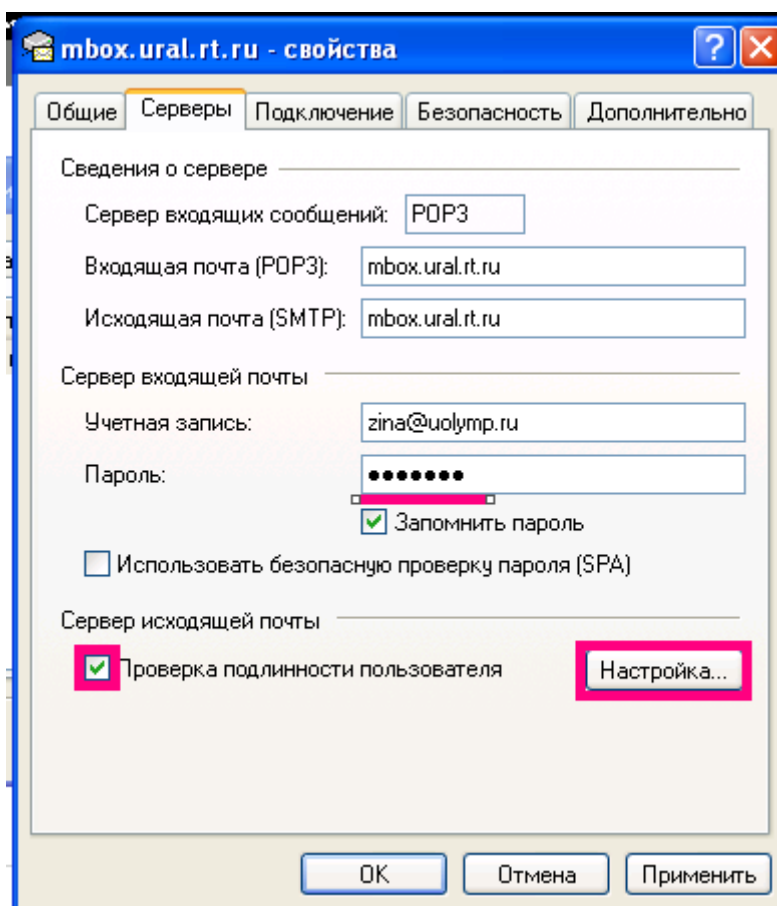 mbox.ural.rt.ru - свойства
Общие Серверы Подключение Безопасность Дополнительно
Сведения о сервере
Сервер входящих сообщений: POP3
Входящая почта (POP3): mbox.ural.rt.ru
Исходящая почта (SMTP): mbox.ural.rt.ru
Сервер входящей почты
Учетная запись: zina@uolymp.ru
Пароль: ●●●●●●●
Запомнить пароль
Использовать безопасную проверку пароля (SPA)
Сервер исходящей почты
Проверка подлинности пользователя Настройка...
OK Отмена Применить